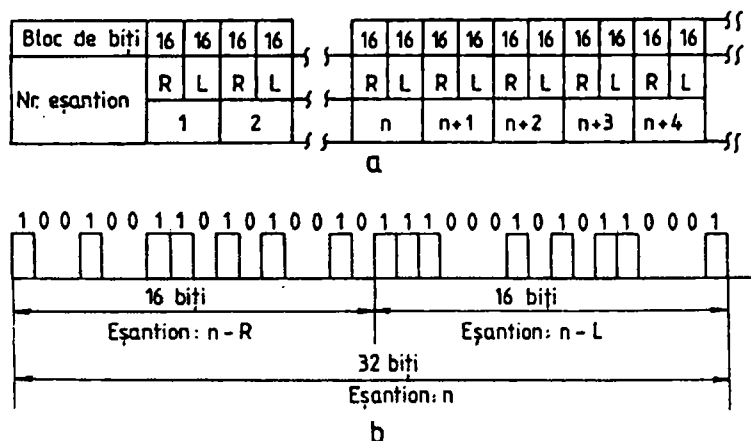 Bloc de biți 16 16 16 16 16 16 16 16 16 16 16 16 16 16
Nr. eșantion R L R L R L R L R L R L R L
1 2 n n+1 n+2 n+3 n+4
a
1 0 0 1 0 0 1 1 0 1 0 1 0 0 1 0 1 1 1 0 0 0 1 0 1 0 1 1 0 0 0 1
16 biți 16 biți
Eșantion: n - R Eșantion: n - L
32 biți
Eșantion: n
b